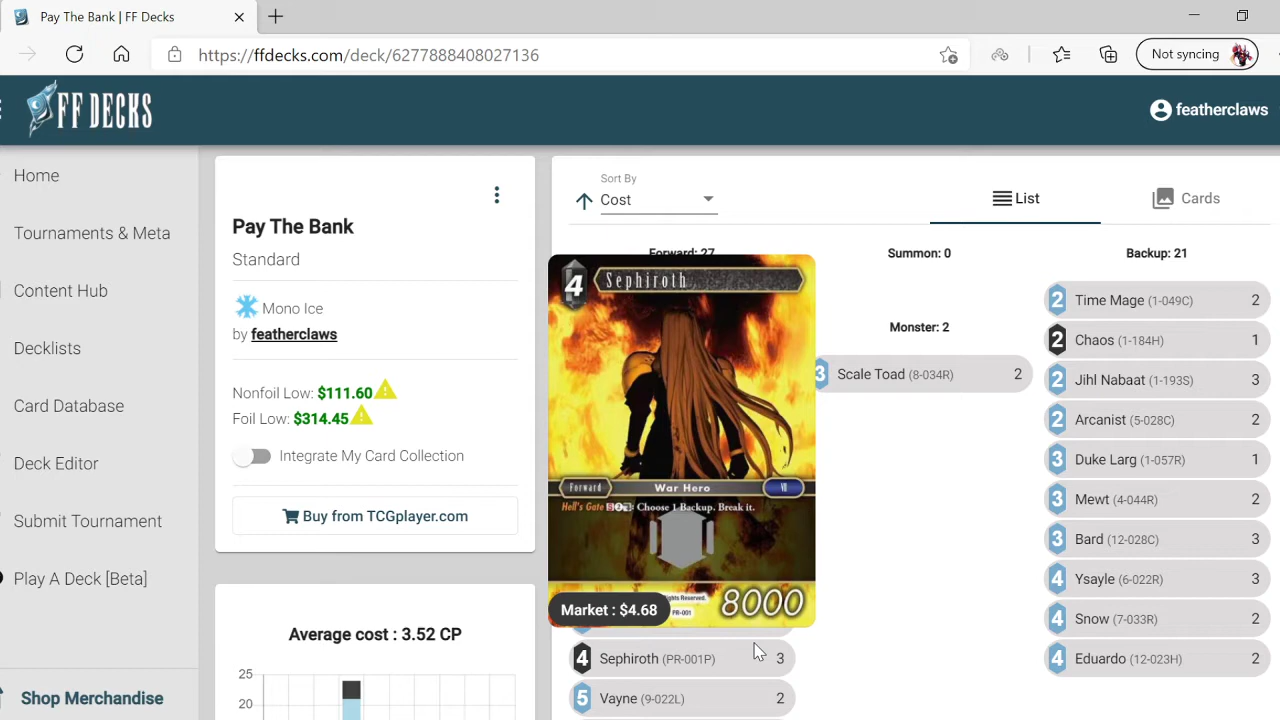 Pay The Bank | FF Decks
https://ffdecks.com/deck/6277888408027136
Not syncing
FF DECKS
featherclaws
Home
Tournaments & Meta
Content Hub
Decklists
Card Database
Deck Editor
Submit Tournament
Play A Deck [Beta]
Shop Merchandise
Pay The Bank
Standard
Mono Ice
by featherclaws
Nonfoil Low: $111.60
Foil Low: $314.45
Integrate My Card Collection
Buy from TCGplayer.com
Average cost : 3.52 CP
25
20
Sort By
Cost
List
Cards
Forward: 27
4 Sephiroth
Forward War Hero VII
Hell's Gate
: Choose 1 Backup. Break it.
Rights Reserved.
PR-001
8000
Market : $4.68
4 Sephiroth (PR-001P) 3
5 Vayne (9-022L) 2
Summon: 0
Monster: 2
3 Scale Toad (8-034R) 2
Backup: 21
2 Time Mage (1-049C) 2
2 Chaos (1-184H) 1
2 Jihl Nabaat (1-193S) 3
2 Arcanist (5-028C) 2
3 Duke Larg (1-057R) 1
3 Mewt (4-044R) 2
3 Bard (12-028C) 3
4 Ysayle (6-022R) 3
4 Snow (7-033R) 2
4 Eduardo (12-023H) 2